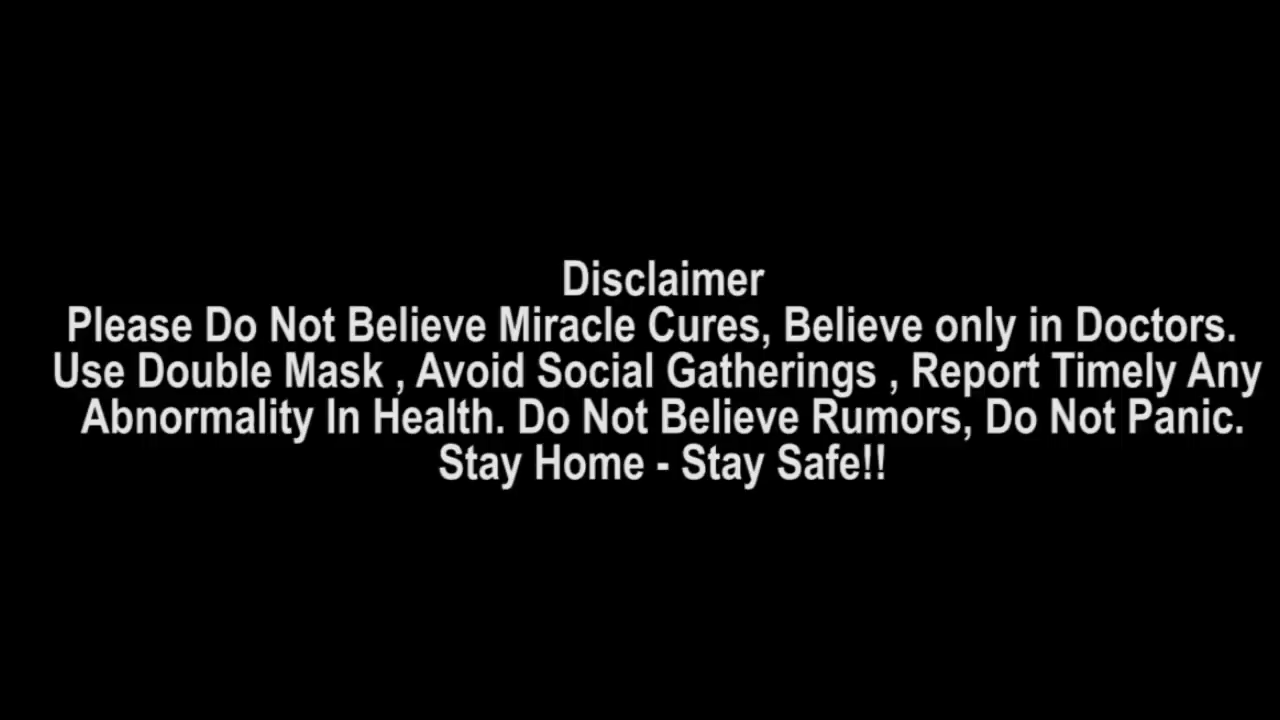 Disclaimer
Please Do Not Believe Miracle Cures, Believe only in Doctors.
Use Double Mask , Avoid Social Gatherings , Report Timely Any
Abnormality In Health. Do Not Believe Rumors, Do Not Panic.
Stay Home - Stay Safe!!